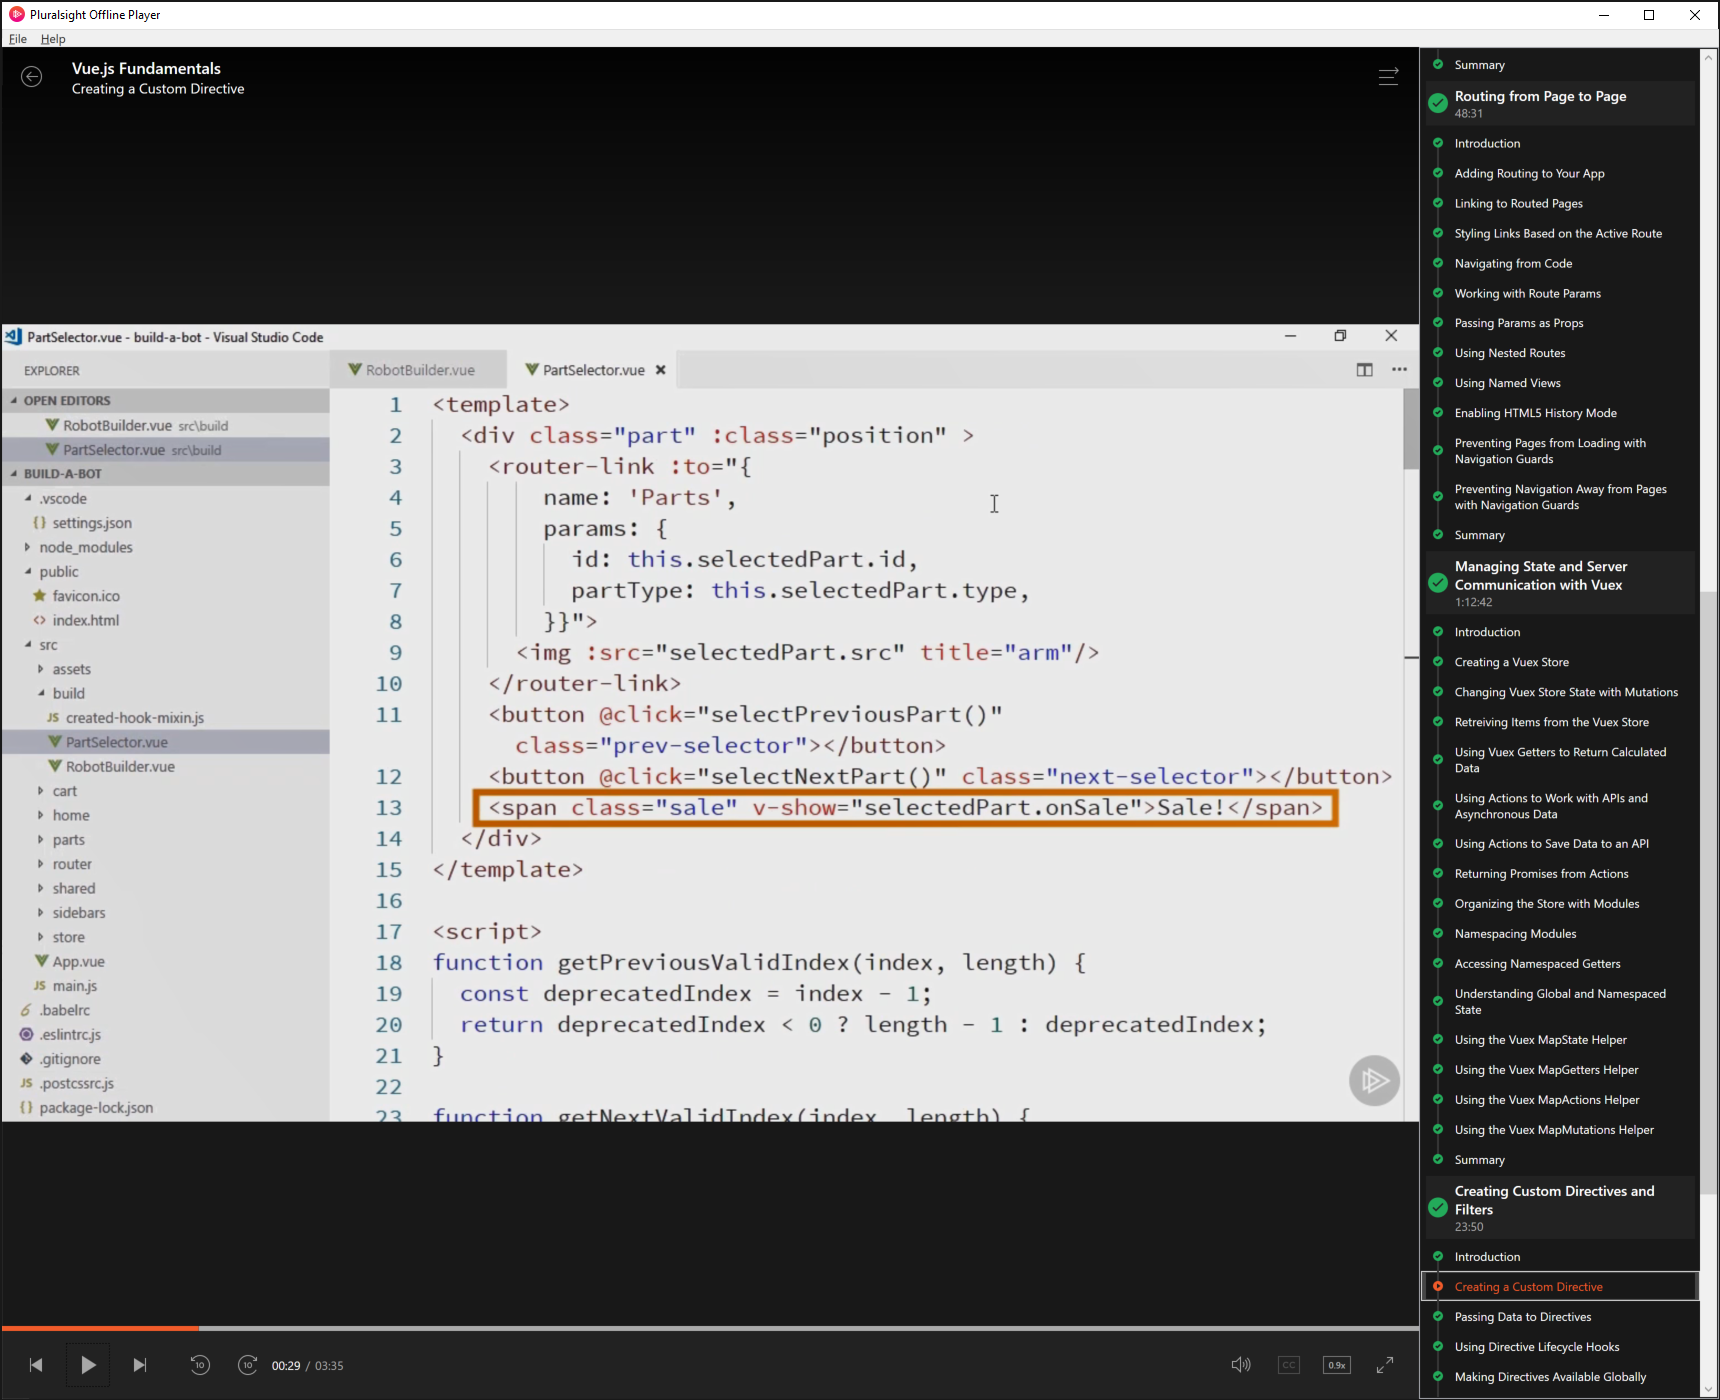 Pluralsight Offline Player
File Help
Vue.js Fundamentals
Creating a Custom Directive
PartSelector.vue - build-a-bot - Visual Studio Code
EXPLORER
OPEN EDITORS
RobotBuilder.vue src\build
PartSelector.vue src\build
BUILD-A-BOT
.vscode
{} settings.json
node_modules
public
favicon.ico
<> index.html
src
assets
build
JS created-hook-mixin.js
PartSelector.vue
RobotBuilder.vue
cart
home
parts
router
shared
sidebars
store
App.vue
JS main.js
.babelrc
.eslintrc.js
.gitignore
JS .postcssrc.js
{} package-lock.json
RobotBuilder.vue PartSelector.vue
1 <template>
2 <div class="part" :class="position" >
3 <router-link :to="{
4 name: 'Parts',
5 params: {
6 id: this.selectedPart.id,
7 partType: this.selectedPart.type,
8 }}">
9 <img :src="selectedPart.src" title="arm"/>
10 </router-link>
11 <button @click="selectPreviousPart()"
class="prev-selector"></button>
12 <button @click="selectNextPart()" class="next-selector"></button>
13 <span class="sale" v-show="selectedPart.onSale">Sale!</span>
14 </div>
15 </template>
16
17 <script>
18 function getPreviousValidIndex(index, length) {
19 const deprecatedIndex = index - 1;
20 return deprecatedIndex < 0 ? length - 1 : deprecatedIndex;
21 }
22
23 function getNextValidIndex(index, length) {
10 10 00:29 / 03:35 CC 0.9x
Summary
Routing from Page to Page
48:31
Introduction
Adding Routing to Your App
Linking to Routed Pages
Styling Links Based on the Active Route
Navigating from Code
Working with Route Params
Passing Params as Props
Using Nested Routes
Using Named Views
Enabling HTML5 History Mode
Preventing Pages from Loading with
Navigation Guards
Preventing Navigation Away from Pages
with Navigation Guards
Summary
Managing State and Server
Communication with Vuex
1:12:42
Introduction
Creating a Vuex Store
Changing Vuex Store State with Mutations
Retreiving Items from the Vuex Store
Using Vuex Getters to Return Calculated
Data
Using Actions to Work with APIs and
Asynchronous Data
Using Actions to Save Data to an API
Returning Promises from Actions
Organizing the Store with Modules
Namespacing Modules
Accessing Namespaced Getters
Understanding Global and Namespaced
State
Using the Vuex MapState Helper
Using the Vuex MapGetters Helper
Using the Vuex MapActions Helper
Using the Vuex MapMutations Helper
Summary
Creating Custom Directives and
Filters
23:50
Introduction
Creating a Custom Directive
Passing Data to Directives
Using Directive Lifecycle Hooks
Making Directives Available Globally